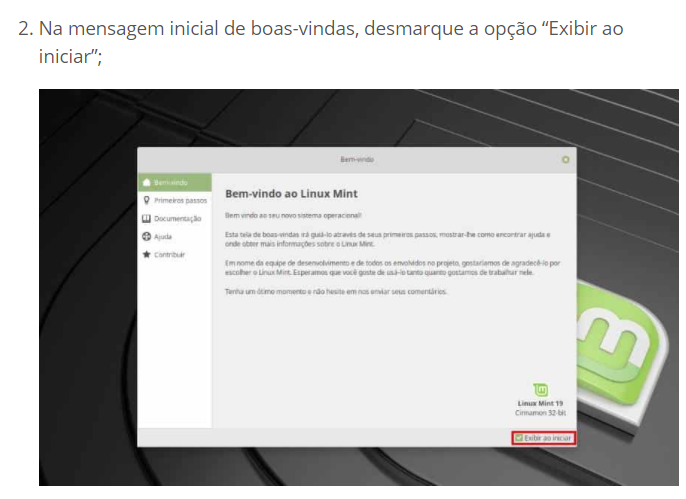 2. Na mensagem inicial de boas-vindas, desmarque a opção “Exibir ao
iniciar”;
Bem-vindo
Bem-vindo
Primeiros passos
Documentação
Ajuda
Contribuir
Bem-vindo ao Linux Mint
Bem vindo ao seu novo sistema operacional!
Esta tela de boas-vindas irá guiá-lo através de seus primeiros passos, mostrar-lhe como encontrar ajuda e
onde obter mais informações sobre o Linux Mint.
Em nome da equipe de desenvolvimento e de todos os envolvidos no projeto, gostaríamos de agradecê-lo por
escolher o Linux Mint. Esperamos que você goste de usá-lo tanto quanto gostamos de trabalhar nele.
Tenha um ótimo momento e não hesite em nos enviar seus comentários.
Linux Mint 19
Cinnamon 32-bit
Exibir ao iniciar